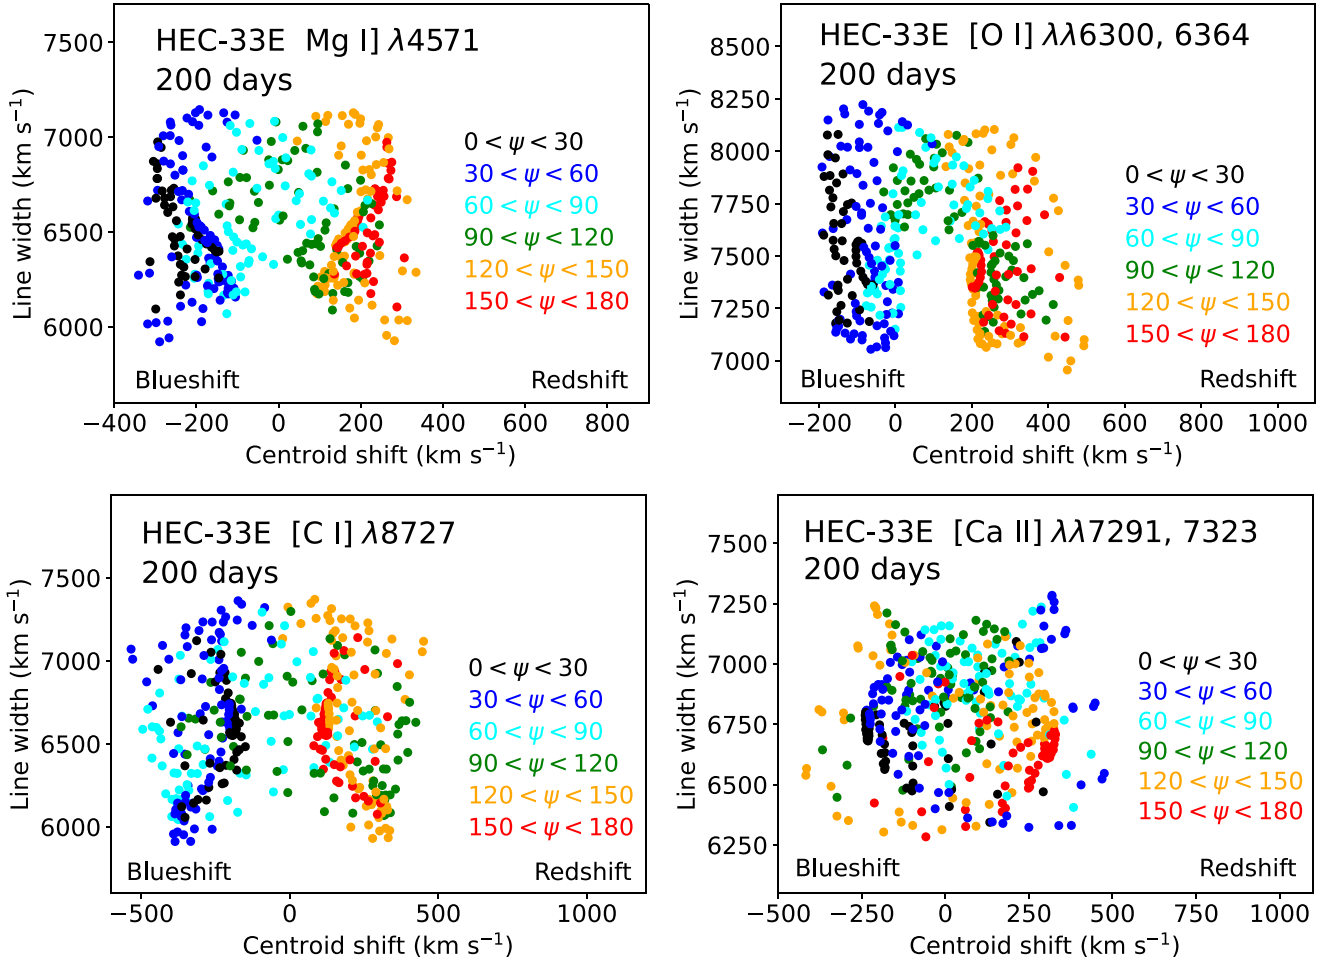 HEC-33E Mg I] λ4571
200 days
0 < ψ < 30
30 < ψ < 60
60 < ψ < 90
90 < ψ < 120
120 < ψ < 150
150 < ψ < 180
Blueshift Redshift
7500
7000
6500
6000
Line width (km s⁻¹)
−400 −200 0 200 400 600 800
Centroid shift (km s⁻¹)
HEC-33E [O I] λλ6300, 6364
200 days
0 < ψ < 30
30 < ψ < 60
60 < ψ < 90
90 < ψ < 120
120 < ψ < 150
150 < ψ < 180
Blueshift Redshift
8500
8250
8000
7750
7500
7250
7000
Line width (km s⁻¹)
−200 0 200 400 600 800 1000
Centroid shift (km s⁻¹)
HEC-33E [C I] λ8727
200 days
0 < ψ < 30
30 < ψ < 60
60 < ψ < 90
90 < ψ < 120
120 < ψ < 150
150 < ψ < 180
Blueshift Redshift
7500
7000
6500
6000
Line width (km s⁻¹)
−500 0 500 1000
Centroid shift (km s⁻¹)
HEC-33E [Ca II] λλ7291, 7323
200 days
0 < ψ < 30
30 < ψ < 60
60 < ψ < 90
90 < ψ < 120
120 < ψ < 150
150 < ψ < 180
Blueshift Redshift
7500
7250
7000
6750
6500
6250
Line width (km s⁻¹)
−500 −250 0 250 500 750 1000
Centroid shift (km s⁻¹)